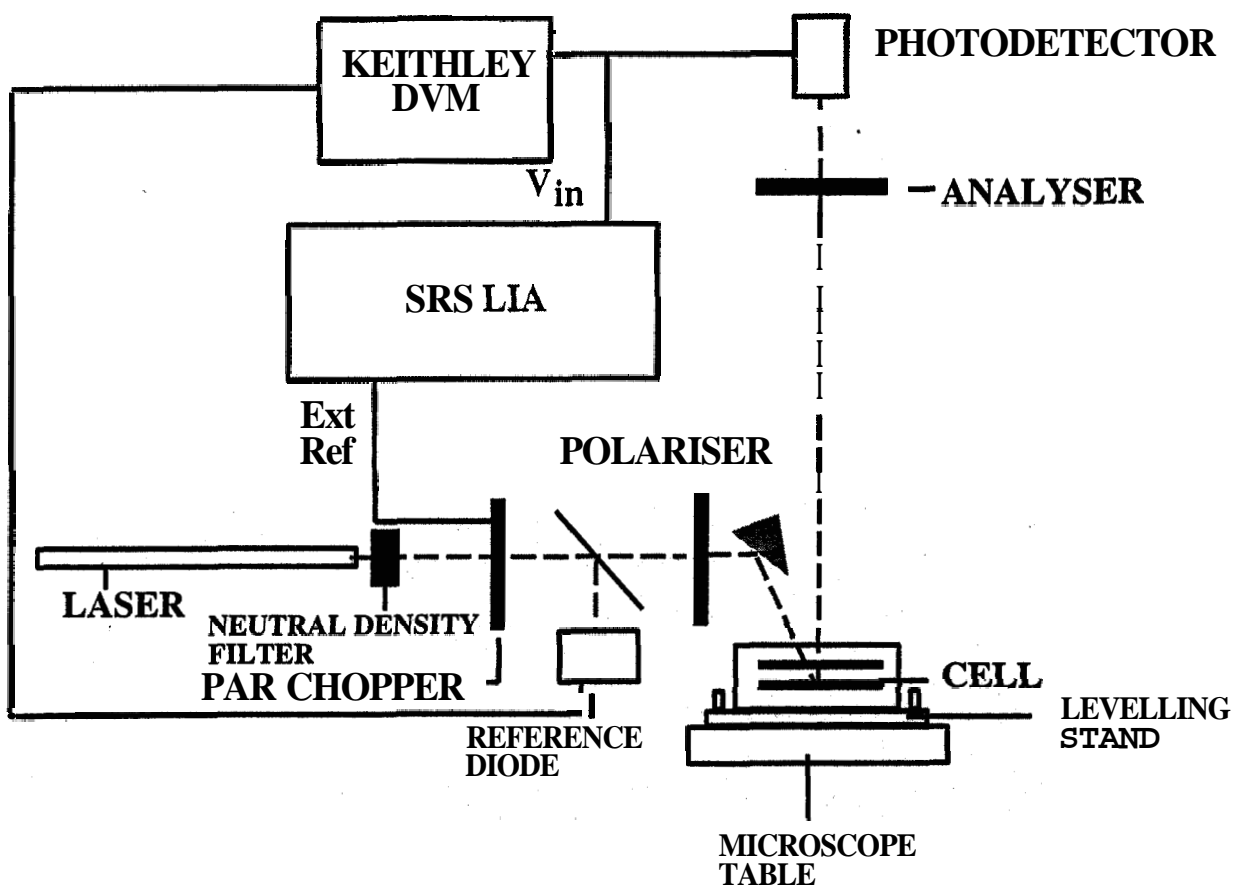 KEITHLEY
DVM
PHOTODETECTOR
Vin
ANALYSER
SRS LIA
Ext
Ref
POLARISER
LASER
NEUTRAL DENSITY
FILTER
PAR CHOPPER
REFERENCE
DIODE
CELL
LEVELLING
STAND
MICROSCOPE
TABLE